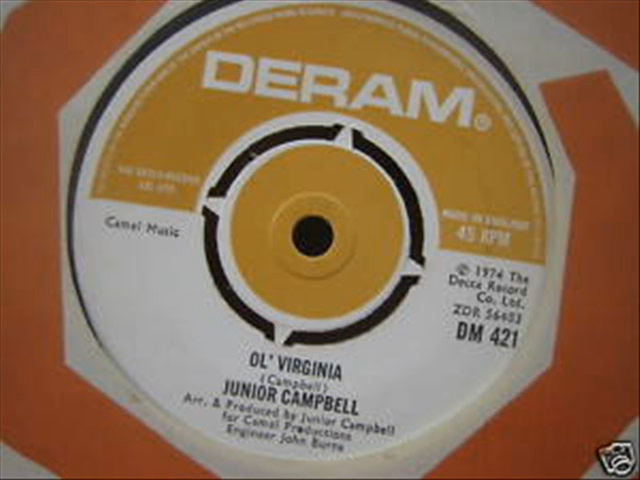 DERAM®
MADE IN ENGLAND
45 RPM
Camel Music
℗ 1974 The
Decca Record
Co. Ltd.
ZDR 56403
DM 421
OL' VIRGINIA
(Campbell)
JUNIOR CAMPBELL
Arr. & Produced by Junior Campbell
for Camel Productions
Engineer John Burns